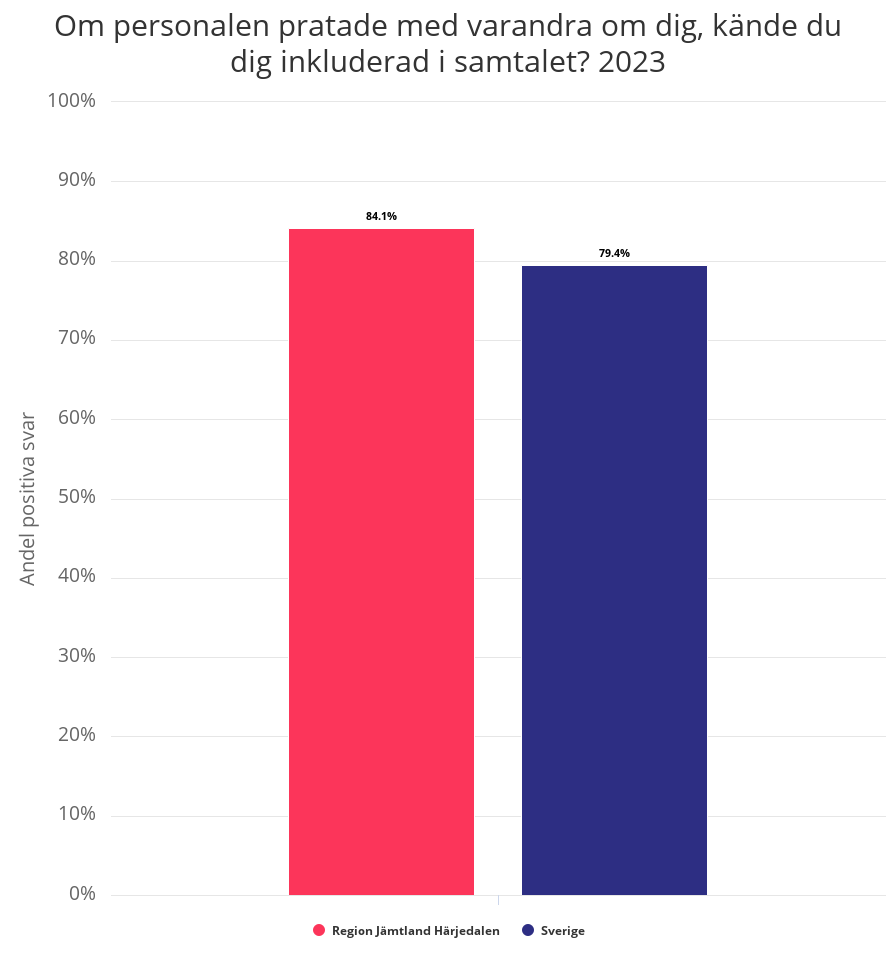 Om personalen pratade med varandra om dig, kände du
dig inkluderad i samtalet? 2023
100%
90%
84.1%
80%
79.4%
70%
60%
Andel positiva svar
50%
40%
30%
20%
10%
0%
Region Jämtland Härjedalen
Sverige